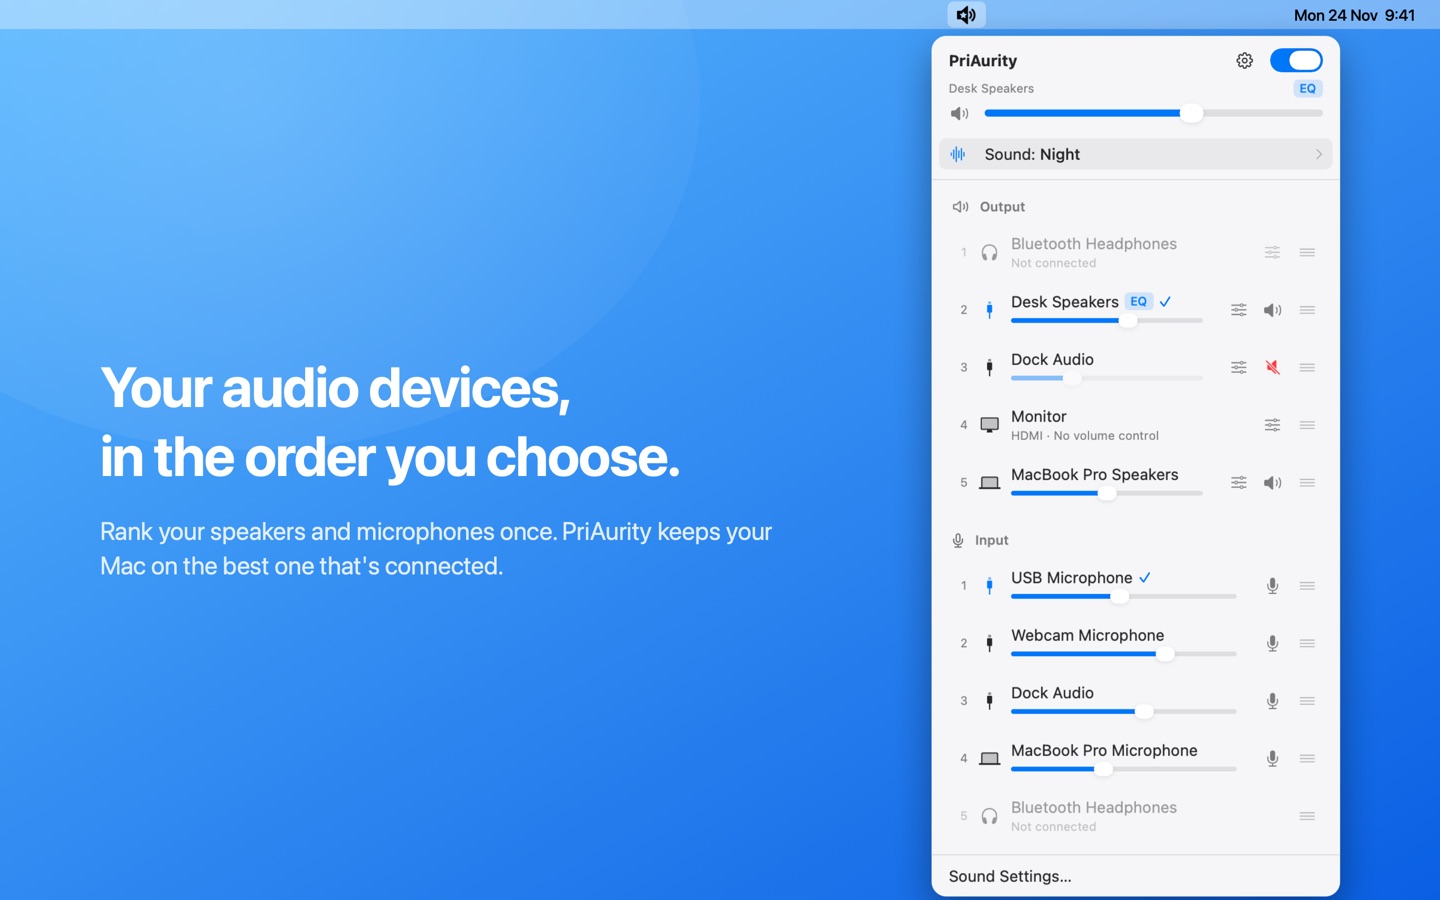 Mon 24 Nov 9:41
Your audio devices,
in the order you choose.
Rank your speakers and microphones once. PriAurity keeps your
Mac on the best one that's connected.
PriAurity
Desk Speakers
EQ
Sound: Night
Output
1
Bluetooth Headphones
Not connected
2
Desk Speakers EQ
3
Dock Audio
4
Monitor
HDMI · No volume control
5
MacBook Pro Speakers
Input
1
USB Microphone
2
Webcam Microphone
3
Dock Audio
4
MacBook Pro Microphone
5
Bluetooth Headphones
Not connected
Sound Settings...